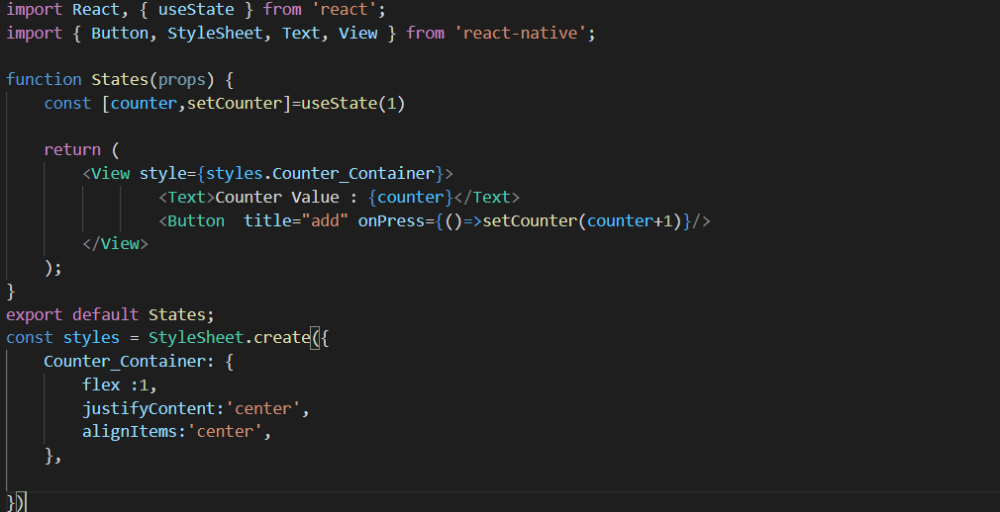 import React, { useState } from 'react';
import { Button, StyleSheet, Text, View } from 'react-native';
function States(props) {
    const [counter,setCounter]=useState(1)
    return (
        <View style={styles.Counter_Container}>
                <Text>Counter Value : {counter}</Text>
                <Button  title="add" onPress={()=>setCounter(counter+1)}/>
        </View>
    );
}
export default States;
const styles = StyleSheet.create({
    Counter_Container: {
        flex :1,
        justifyContent:'center',
        alignItems:'center',
    },
})